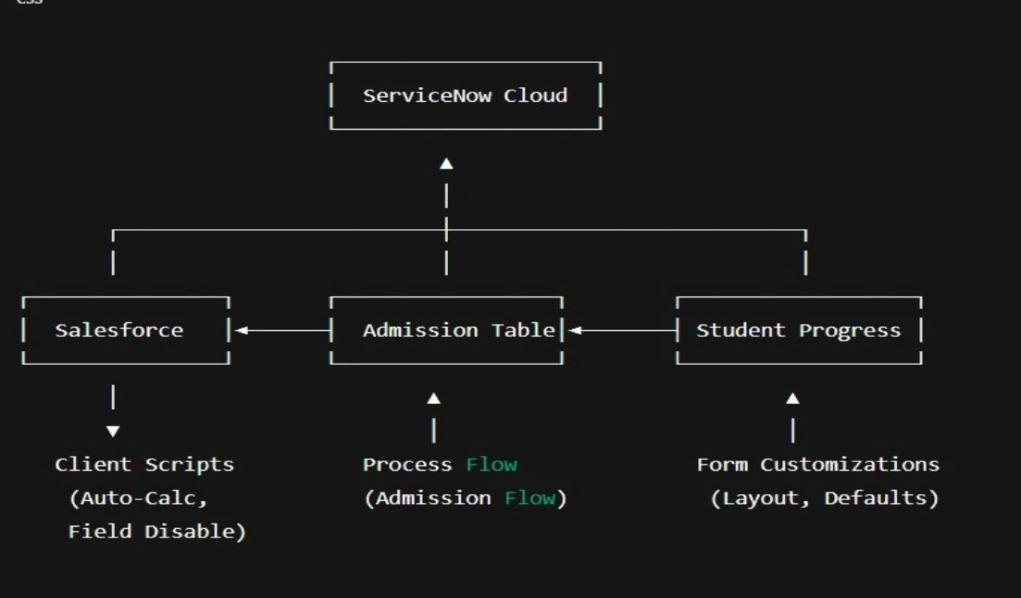 css
ServiceNow Cloud
Salesforce
Admission Table
Student Progress
Client Scripts
(Auto-Calc,
Field Disable)
Process Flow
(Admission Flow)
Form Customizations
(Layout, Defaults)